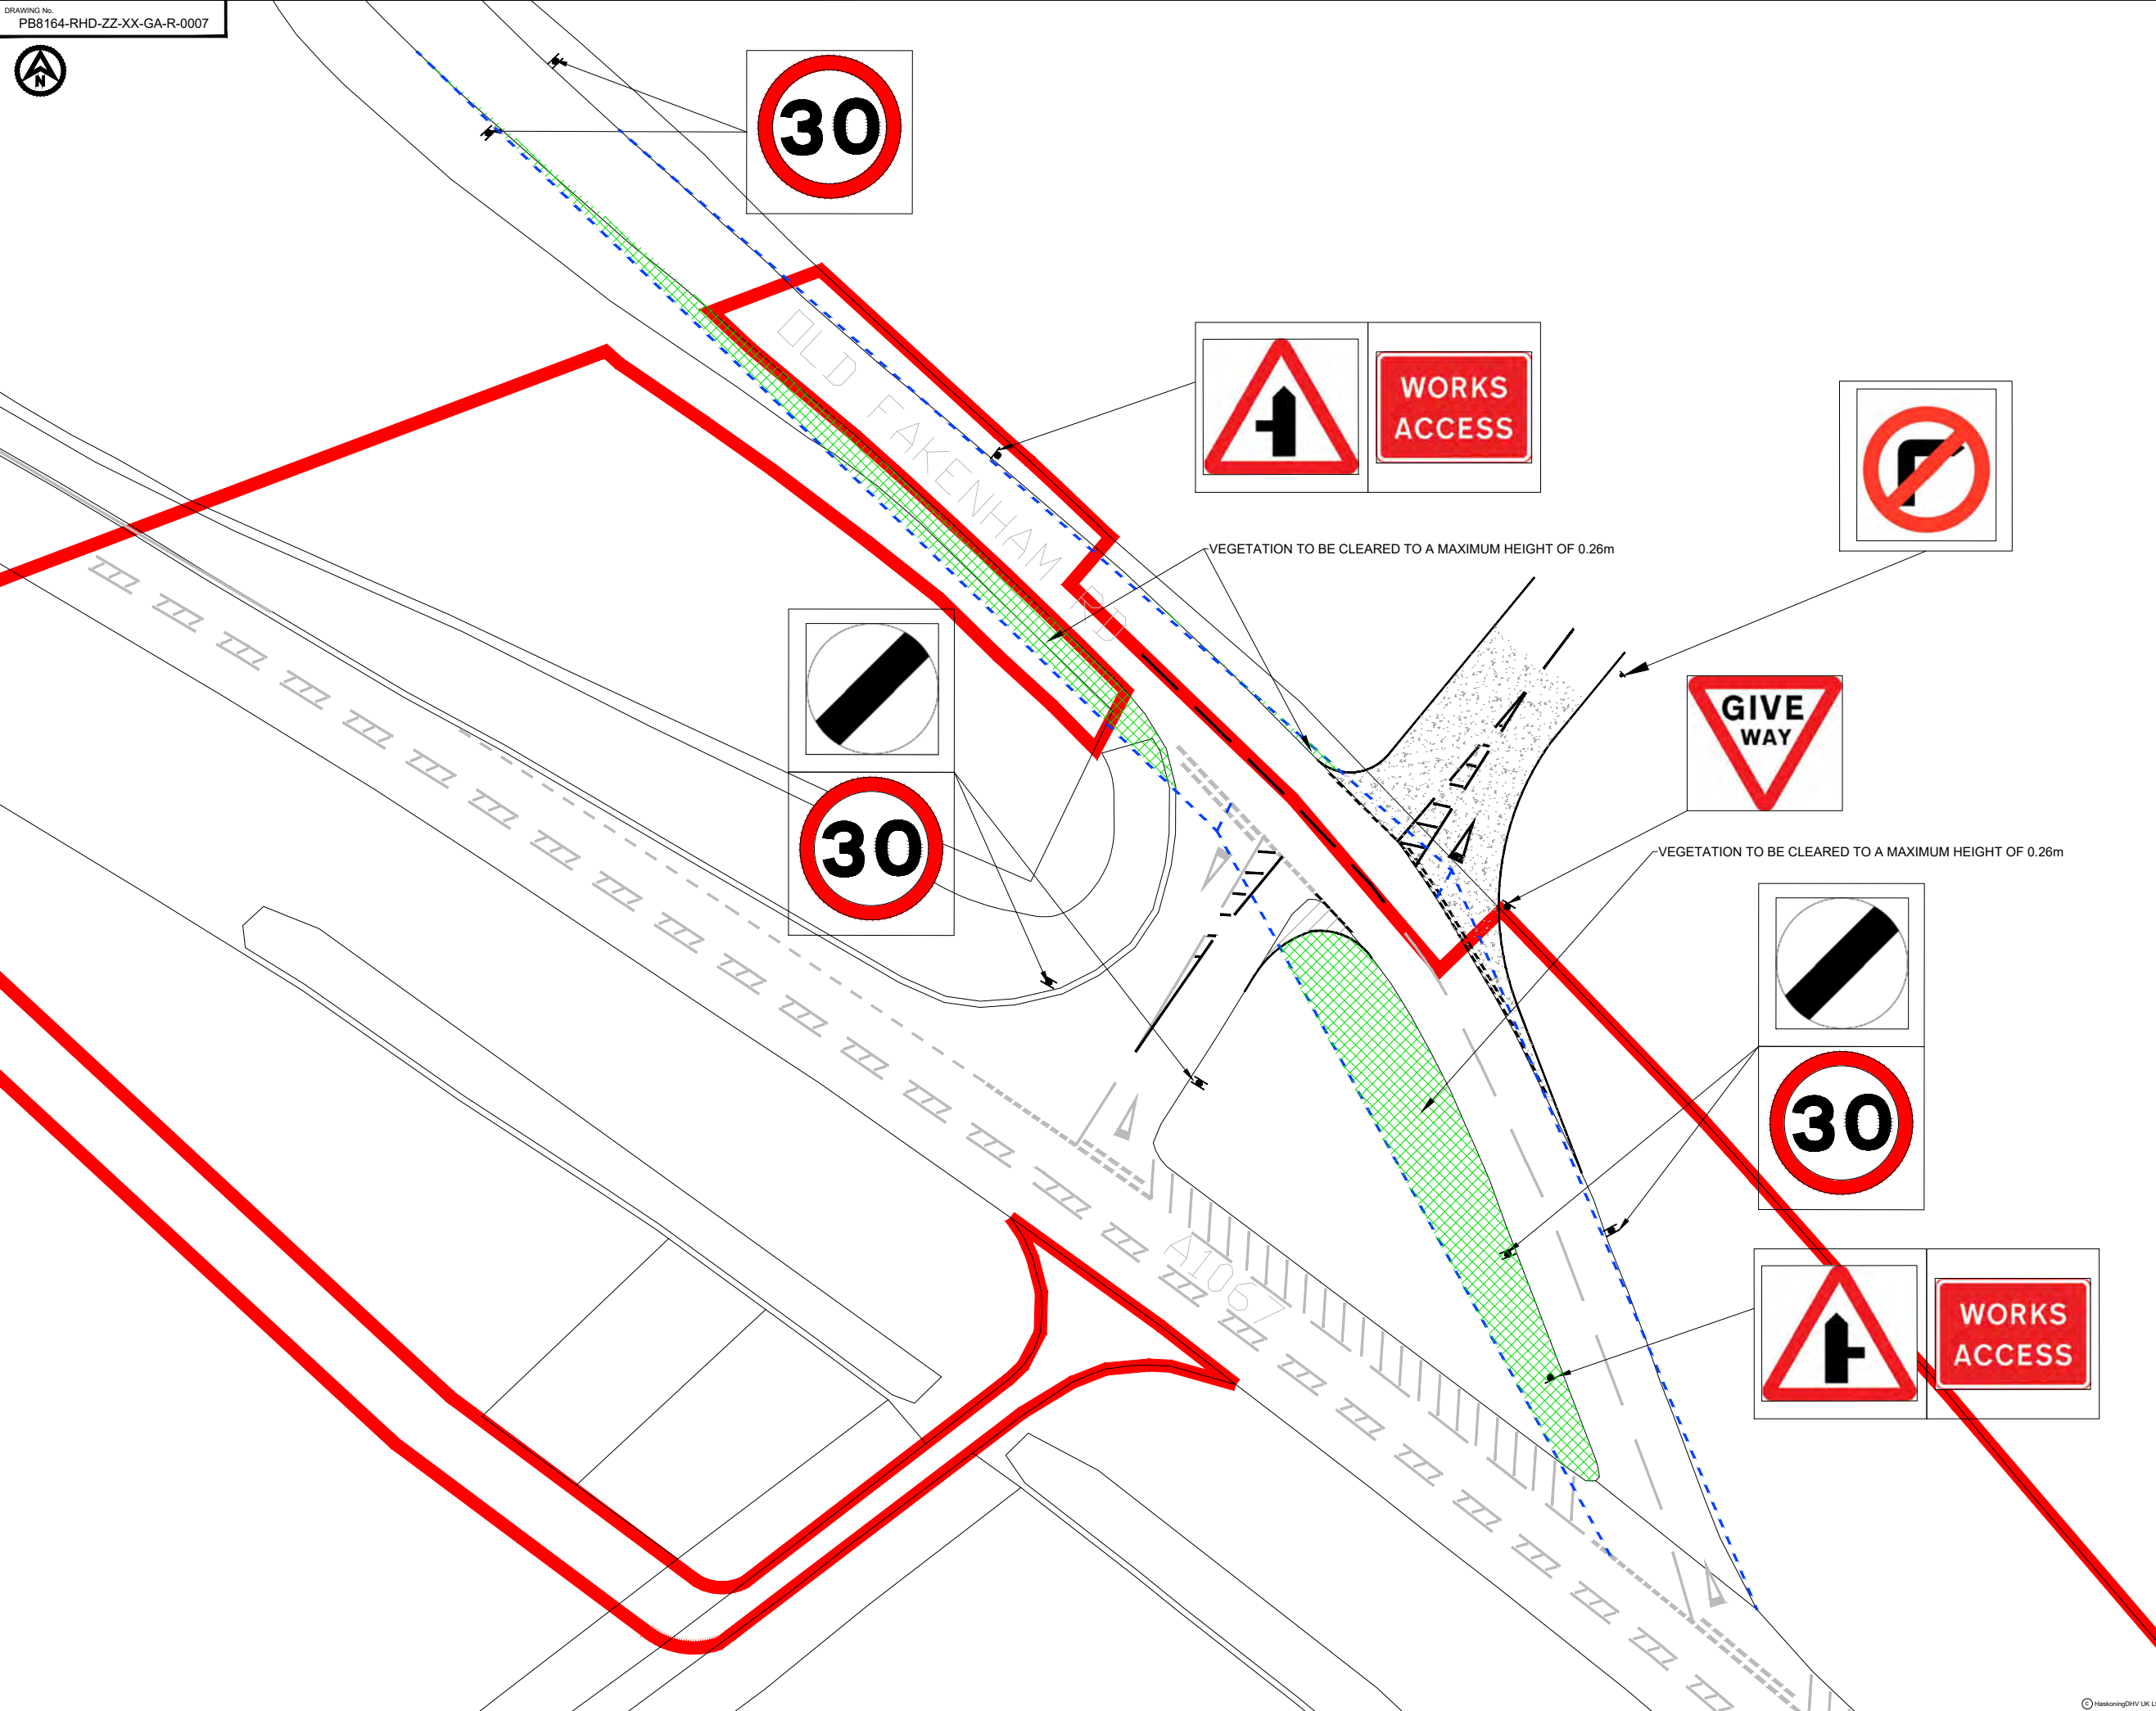 DRAWING No.
PB8164-RHD-ZZ-XX-GA-R-0007
N
30
WORKS
ACCESS
OLD FAKENHAM RD
VEGETATION TO BE CLEARED TO A MAXIMUM HEIGHT OF 0.26m
GIVE
WAY
30
VEGETATION TO BE CLEARED TO A MAXIMUM HEIGHT OF 0.26m
30
A1067
WORKS
ACCESS
© HaskoningDHV UK